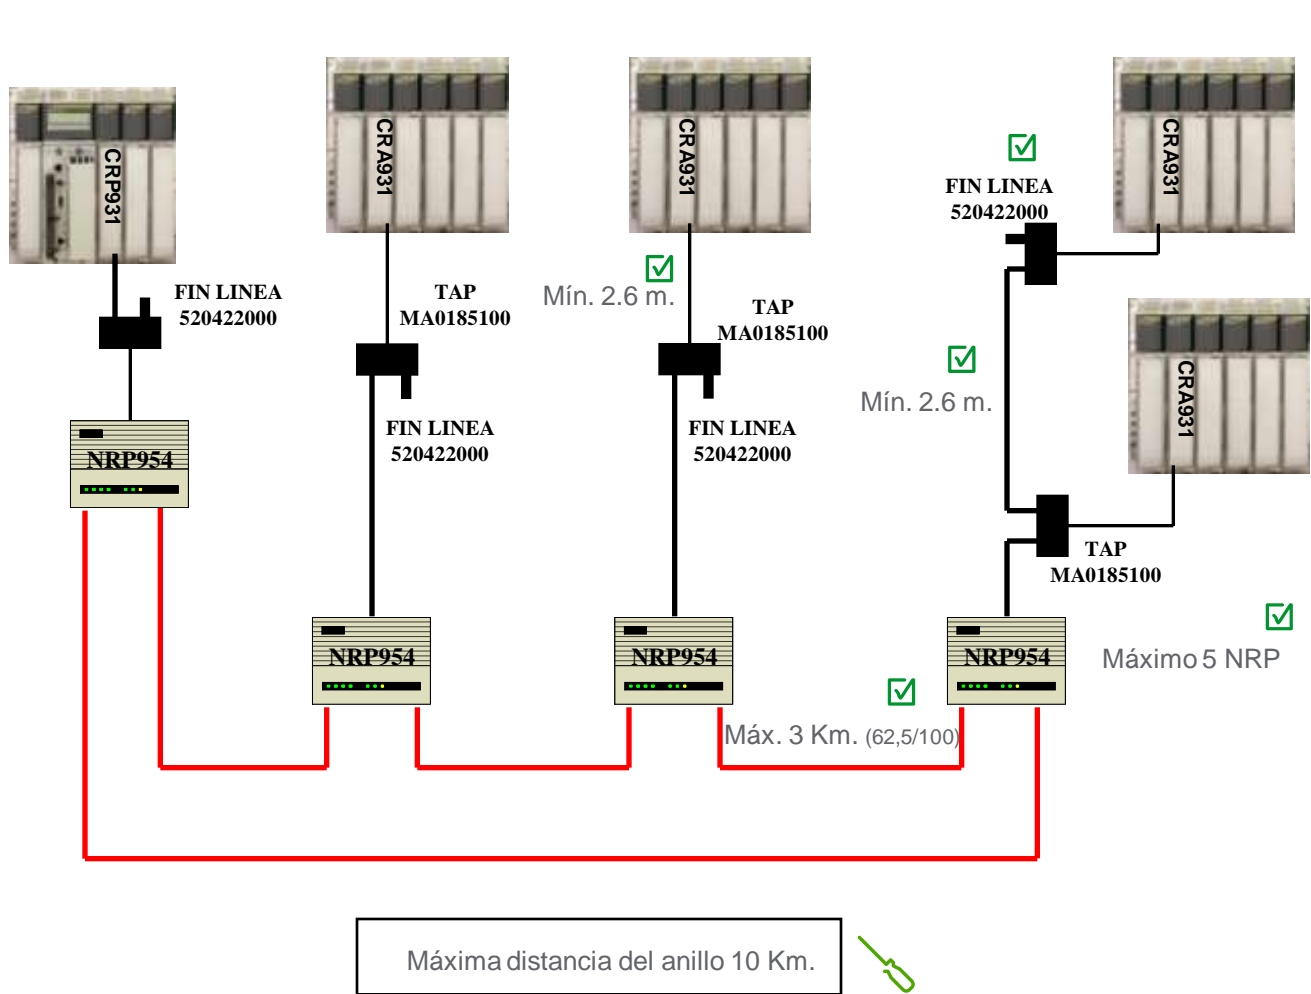 CRP931
CRA931
CRA931
CRA931
FIN LINEA
520422000
FIN LINEA
520422000
TAP
MA0185100
Mín. 2.6 m.
TAP
MA0185100
CRA931
Mín. 2.6 m.
FIN LINEA
520422000
FIN LINEA
520422000
NRP954
TAP
MA0185100
NRP954
NRP954
NRP954
Máximo 5 NRP
Máx. 3 Km. (62,5/100)
Máxima distancia del anillo 10 Km.